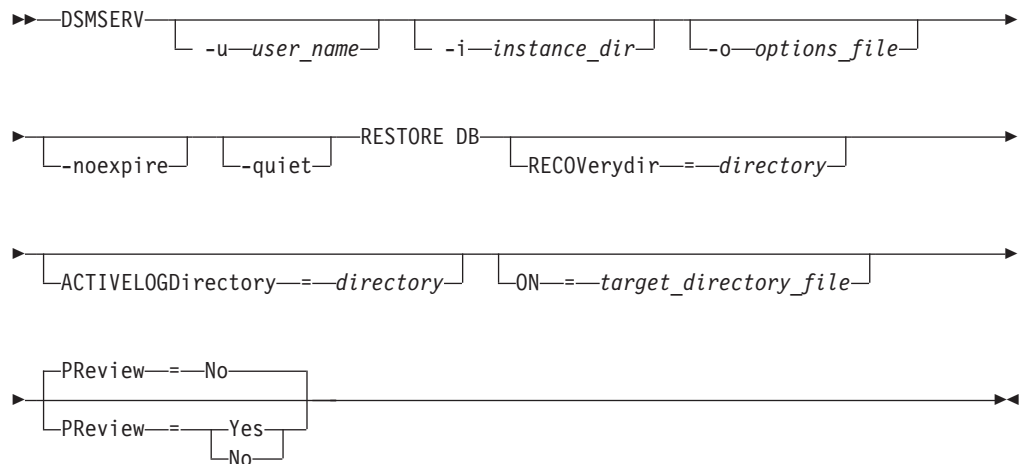 DSMSERV
-u user_name -i instance_dir -o options_file
-noexpire -quiet RESTORE DB
RECOVerydir = directory
ACTIVELOGDirectory = directory ON = target_directory_file
PReview = No
PReview = Yes
No